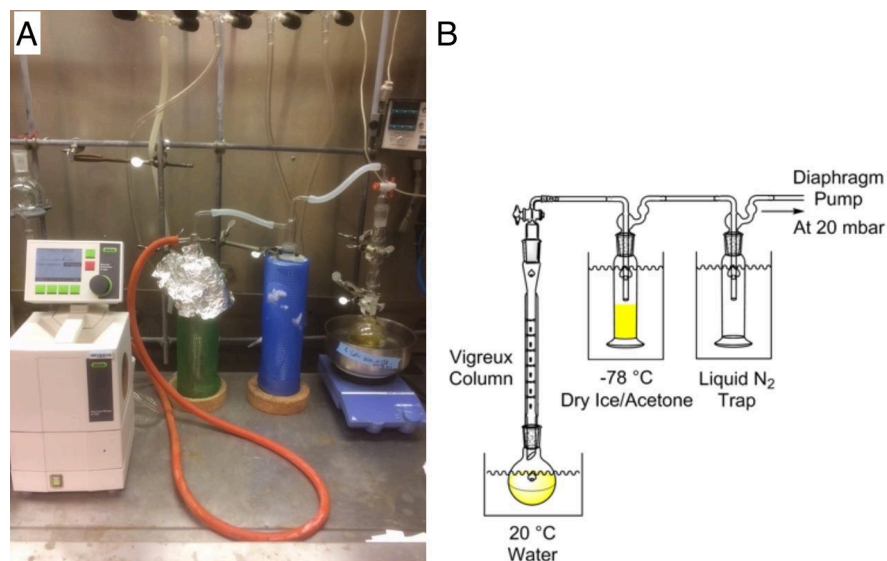 A
B
Diaphragm
Pump
At 20 mbar
Vigreux
Column
-78 °C
Dry Ice/Acetone
Liquid N₂
Trap
20 °C
Water